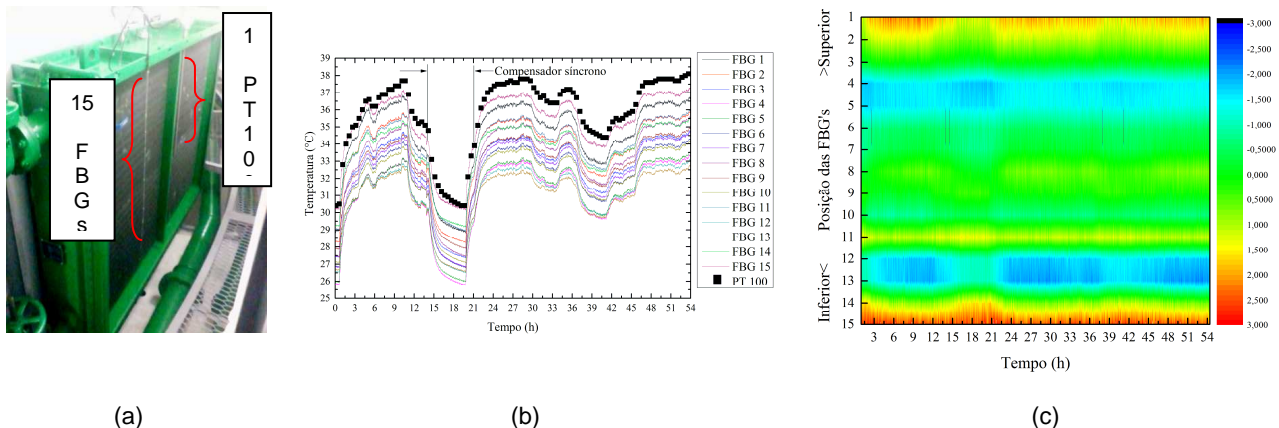 15
F
B
G
s
1
P
T
1
0
39
38
37
36
35
34
33
32
31
30
29
28
27
26
25
Temperatura (°C)
0 3 6 9 12 15 18 21 24 27 30 33 36 39 42 45 48 51 54
Tempo (h)
Compensador síncrono
FBG 1
FBG 2
FBG 3
FBG 4
FBG 5
FBG 6
FBG 7
FBG 8
FBG 9
FBG 10
FBG 11
FBG 12
FBG 13
FBG 14
FBG 15
PT 100
Inferior< Posição das FBG's >Superior
1
2
3
4
5
6
7
8
9
10
11
12
13
14
15
3 6 9 12 15 18 21 24 27 30 33 36 39 42 45 48 51 54
Tempo (h)
-3,000
-2,500
-2,000
-1,500
-1,000
-0,5000
0,000
0,5000
1,000
1,500
2,000
2,500
3,000
(a)
(b)
(c)